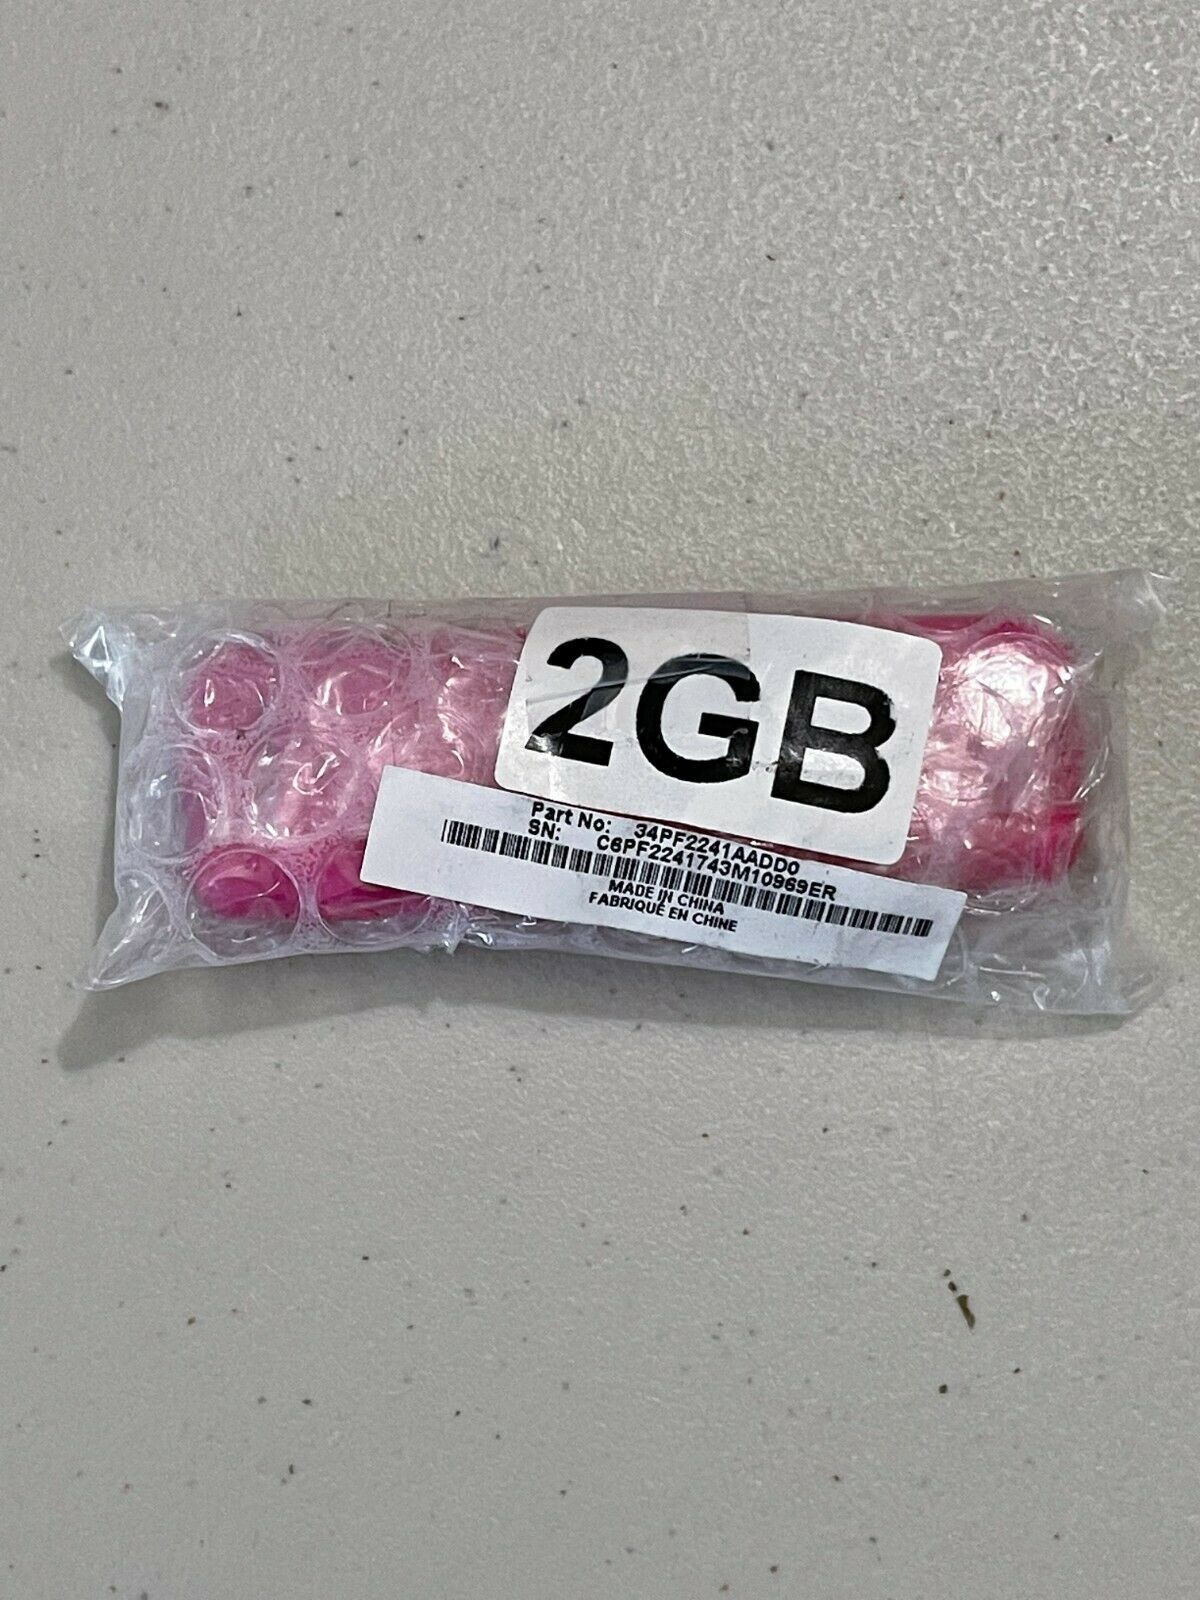 2GB
Part No: 34PF2241AADD0
SN: C6PF2241743M10969ER
MADE IN CHINA
FABRIQUÉ EN CHINE